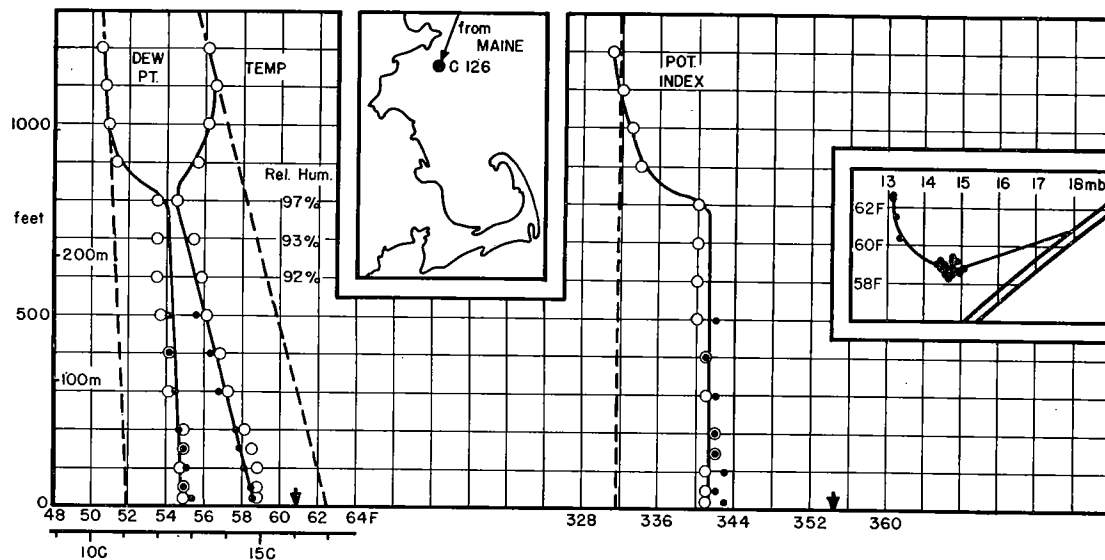 from
MAINE
C 126
DEW
PT.
TEMP
POT.
INDEX
1000
Rel. Hum.
97%
93%
92%
feet
200m
500
100m
0
48 50 52 54 56 58 60 62 64F
10C 15C
328 336 344 352 360
13 14 15 16 17 18mb
62F
60F
58F